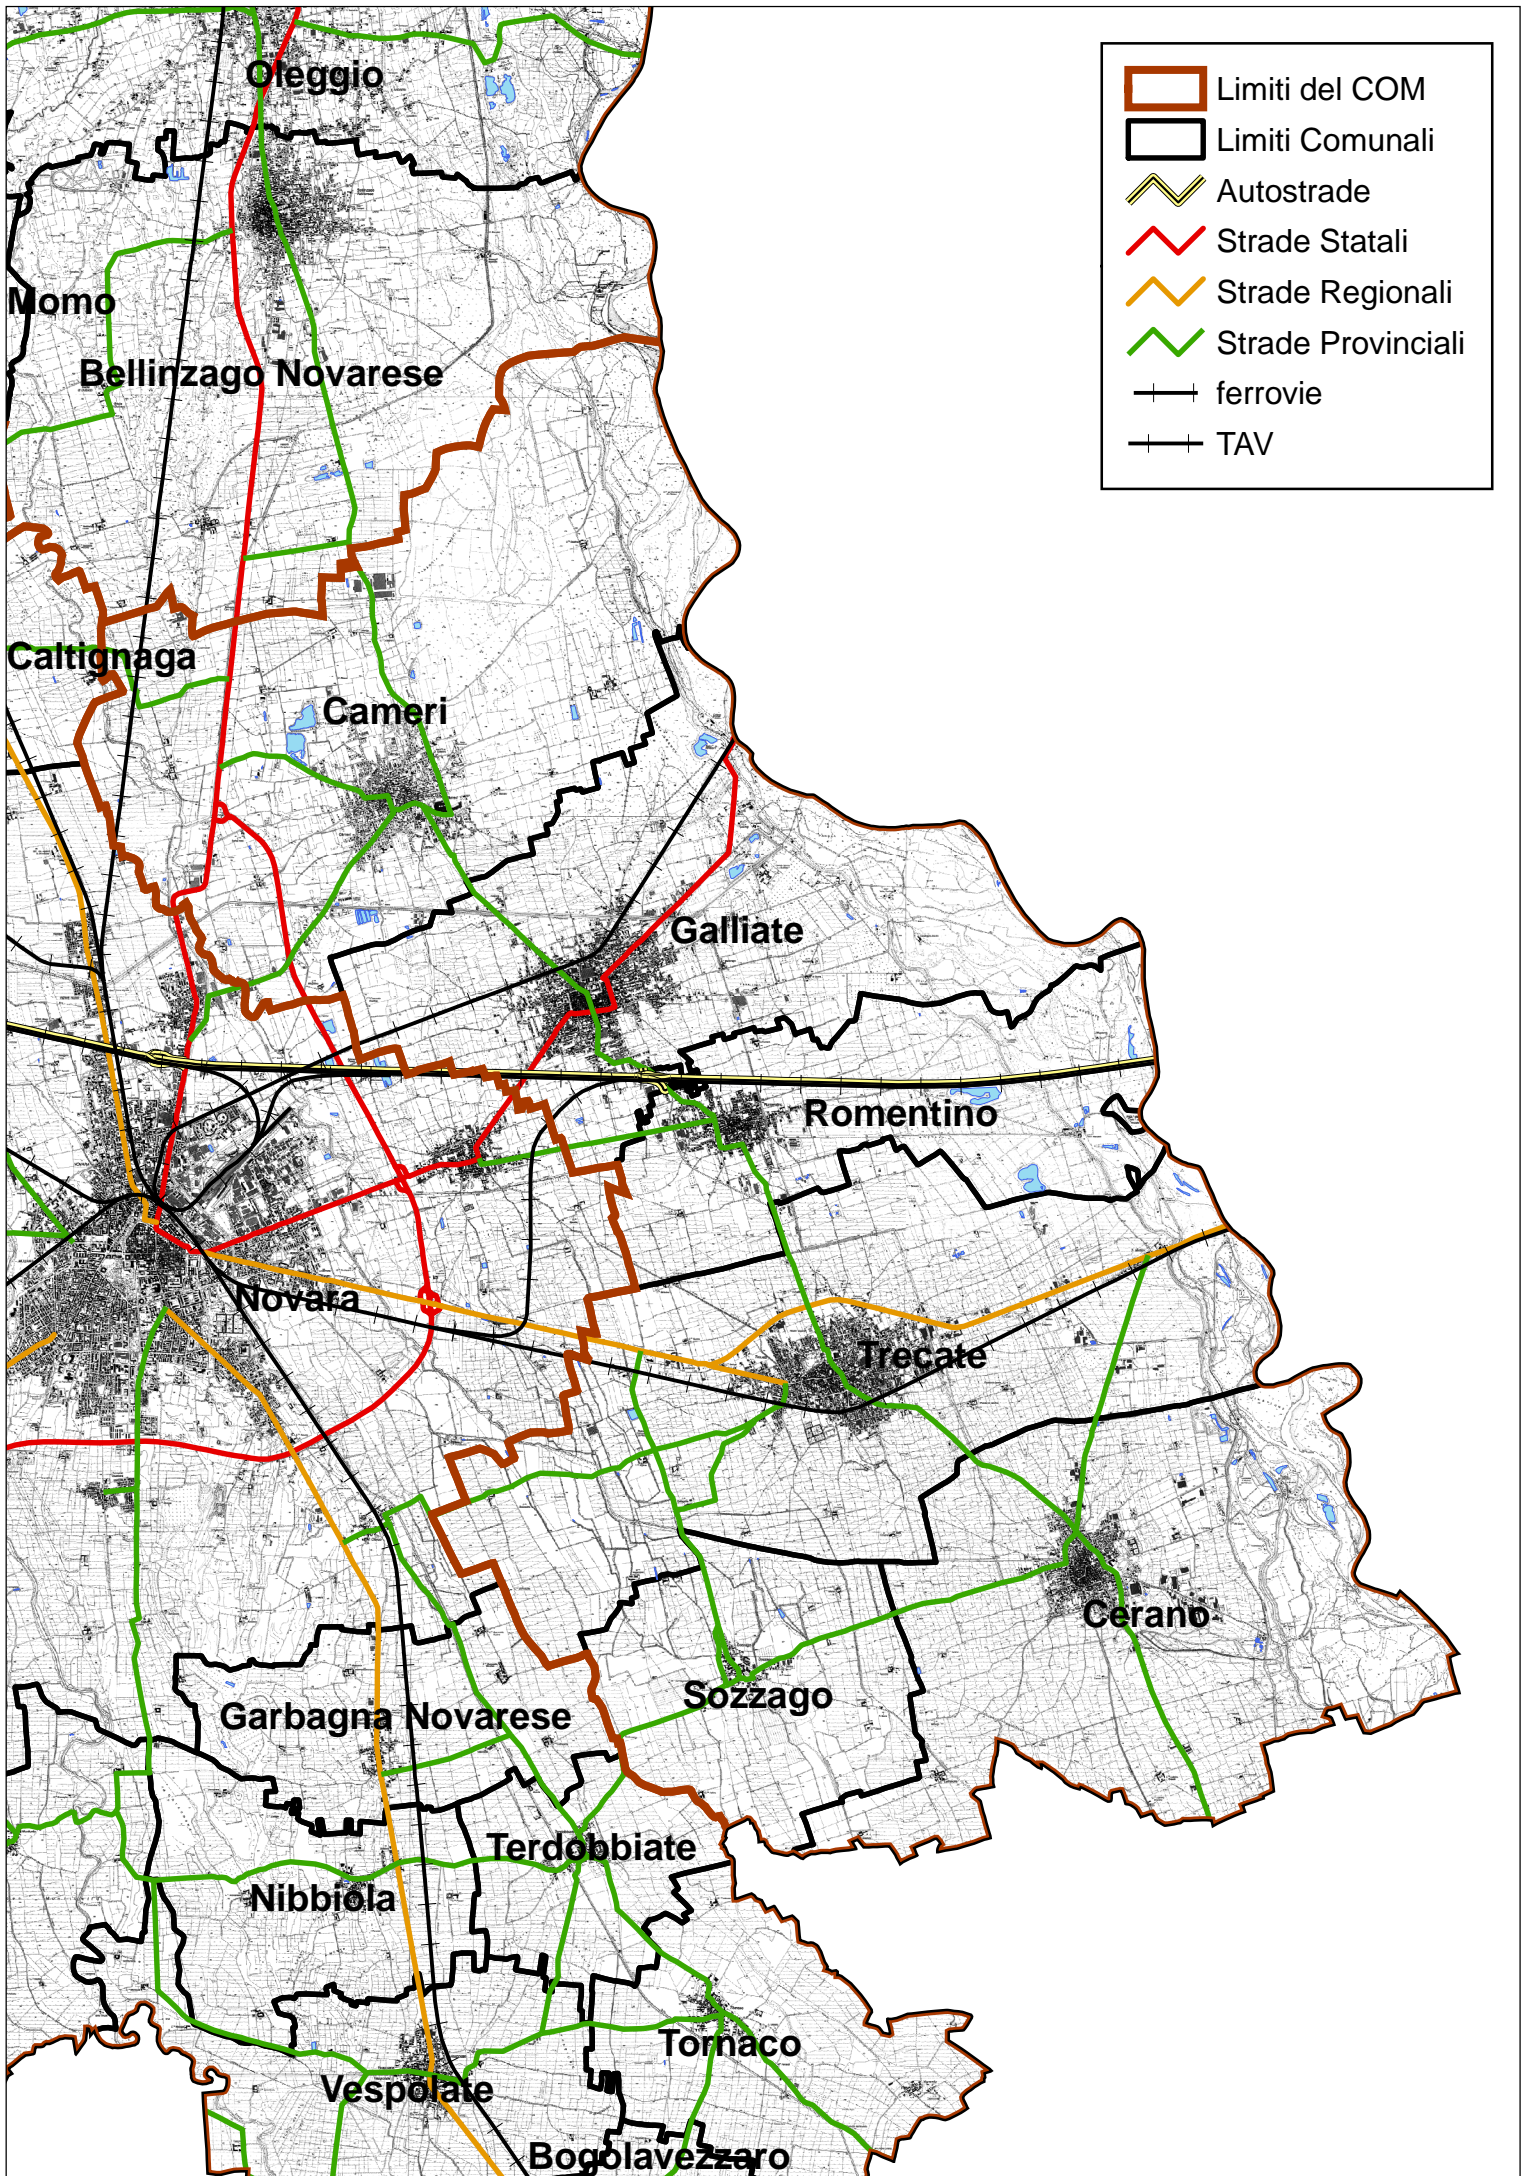 Oleggio
Limiti del COM
Limiti Comunali
Autostrade
Strade Statali
Strade Regionali
Strade Provinciali
ferrovie
TAV
Momo
Bellinzago Novarese
Caltignaga
Cameri
Galliate
Romentino
Novara
Trecate
Cerano
Sozzago
Garbagna Novarese
Terdobbiate
Nibbiola
Tornaco
Vespolate
Bogolavezzaro